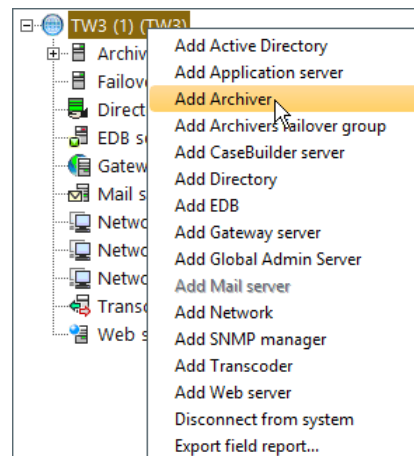 TW3 (1) (TW3)
Archiv
Failov
Direct
EDB se
Gatew
Mail s
Netwo
Netwo
Netwo
Transc
Web s
Add Active Directory
Add Application server
Add Archiver
Add Archivers failover group
Add CaseBuilder server
Add Directory
Add EDB
Add Gateway server
Add Global Admin Server
Add Mail server
Add Network
Add SNMP manager
Add Transcoder
Add Web server
Disconnect from system
Export field report...